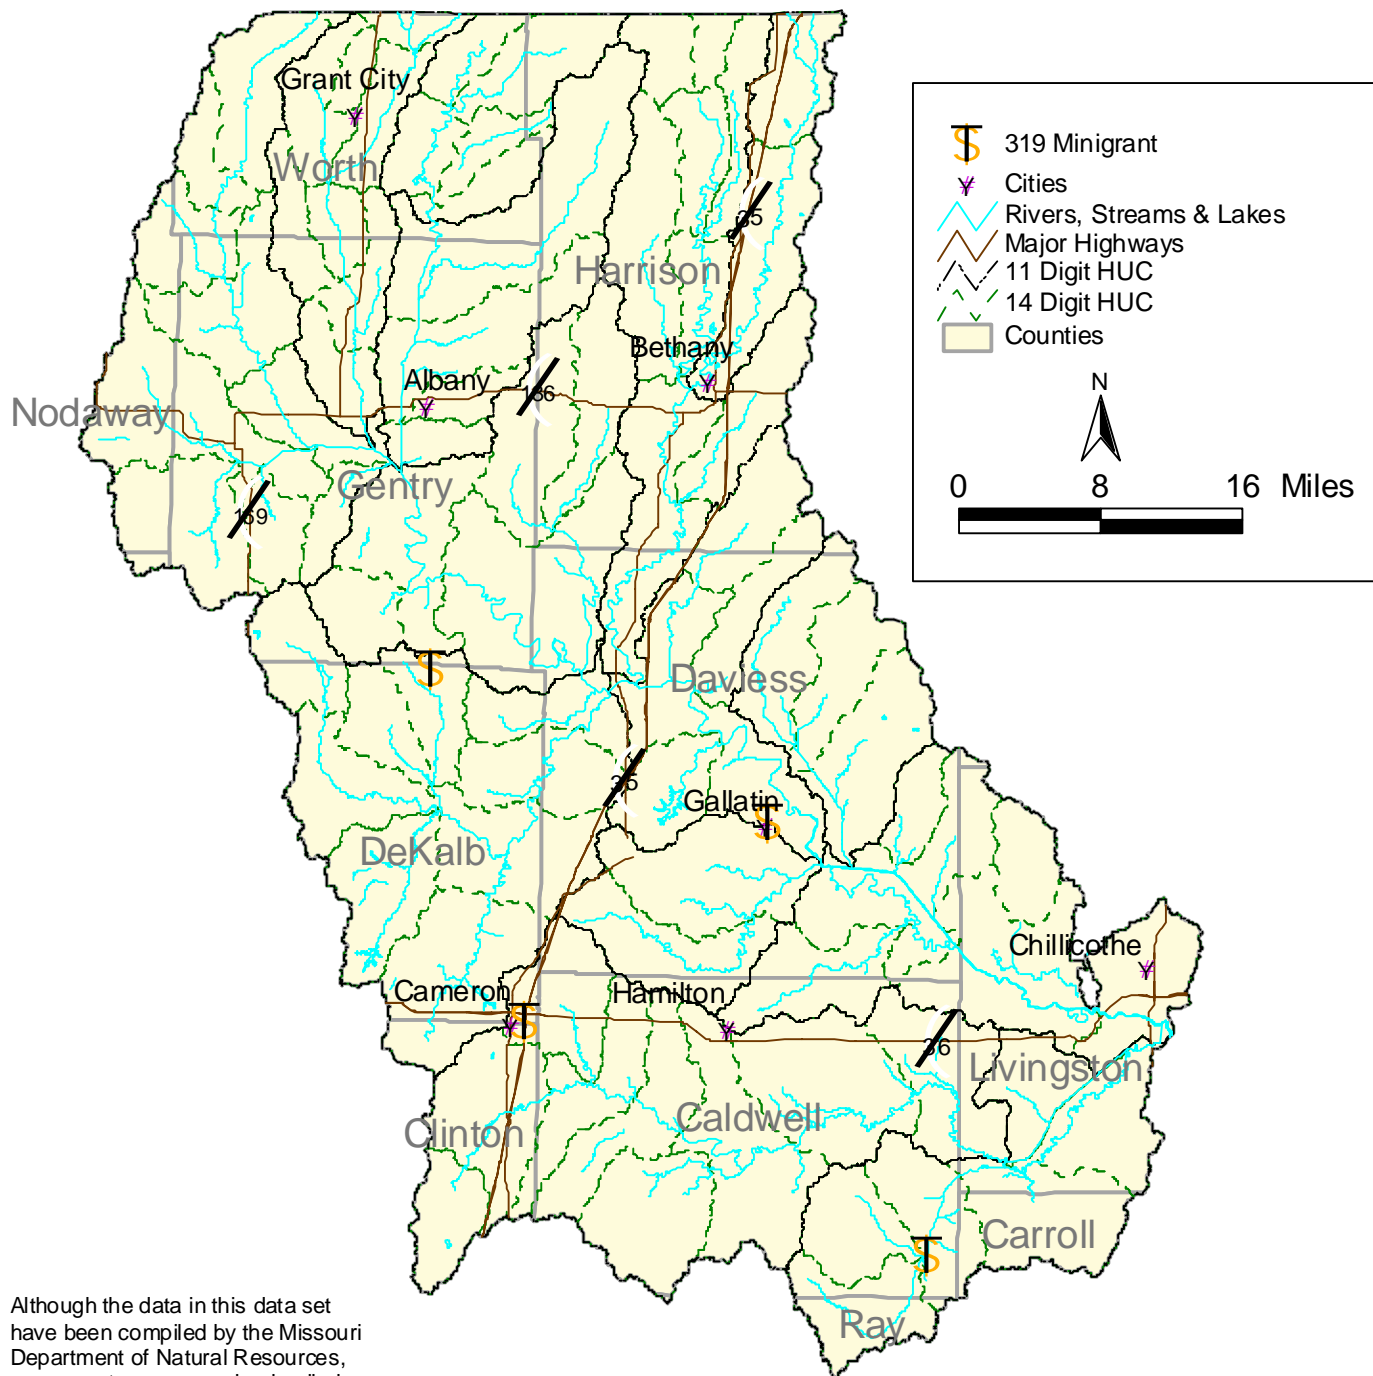 Grant City
Worth
35
Harrison
Bethany
Albany
136
Nodaway
Gentry
169
Daviess
35
Gallatin
DeKalb
Chillicothe
Cameron
Hamilton
36
Livingston
Caldwell
Clinton
Carroll
Ray
319 Minigrant
Cities
Rivers, Streams & Lakes
Major Highways
11 Digit HUC
14 Digit HUC
Counties
N
0 8 16 Miles
Although the data in this data set
have been compiled by the Missouri
Department of Natural Resources,